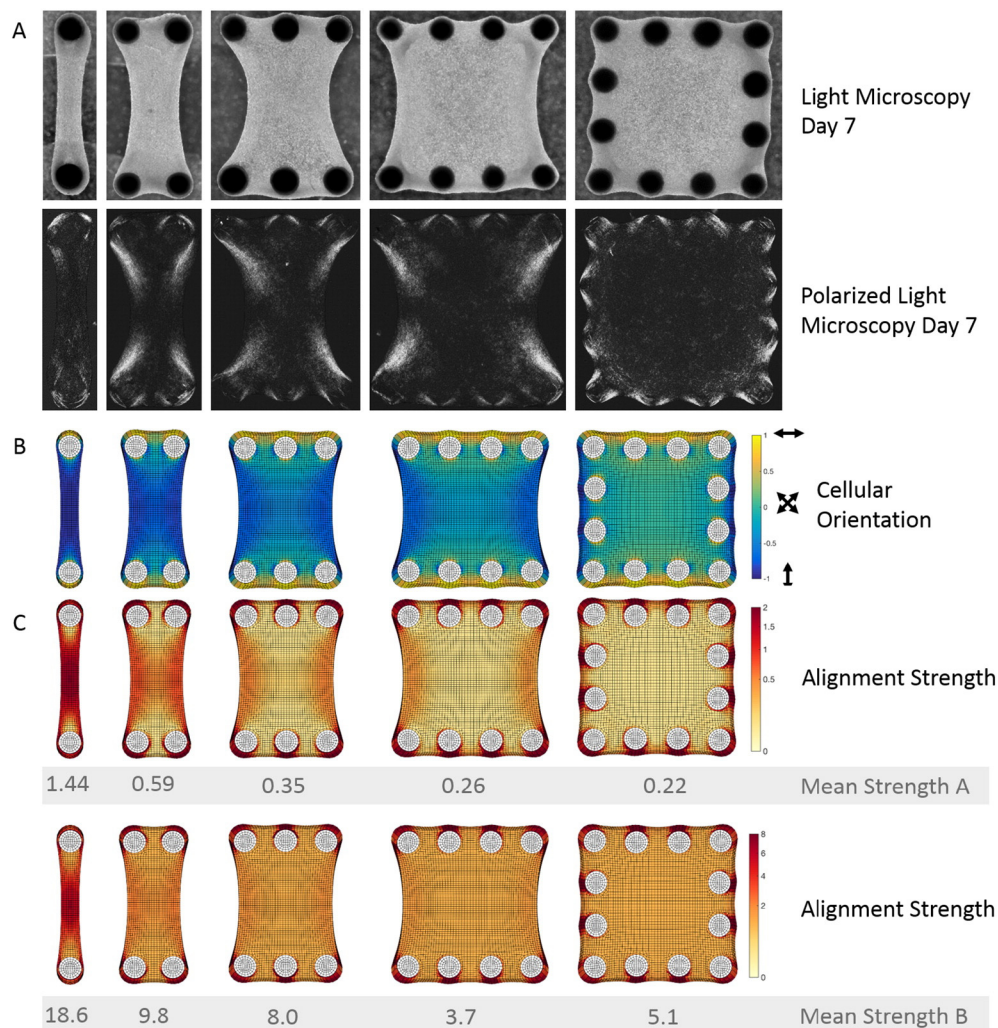 A
Light Microscopy
Day 7
Polarized Light
Microscopy Day 7
B
1
0.5
0
-0.5
-1
Cellular
Orientation
C
2
1
0.5
0
Alignment Strength
1.44 0.59 0.35 0.26 0.22 Mean Strength A
8
6
4
2
0
Alignment Strength
18.6 9.8 8.0 3.7 5.1 Mean Strength B